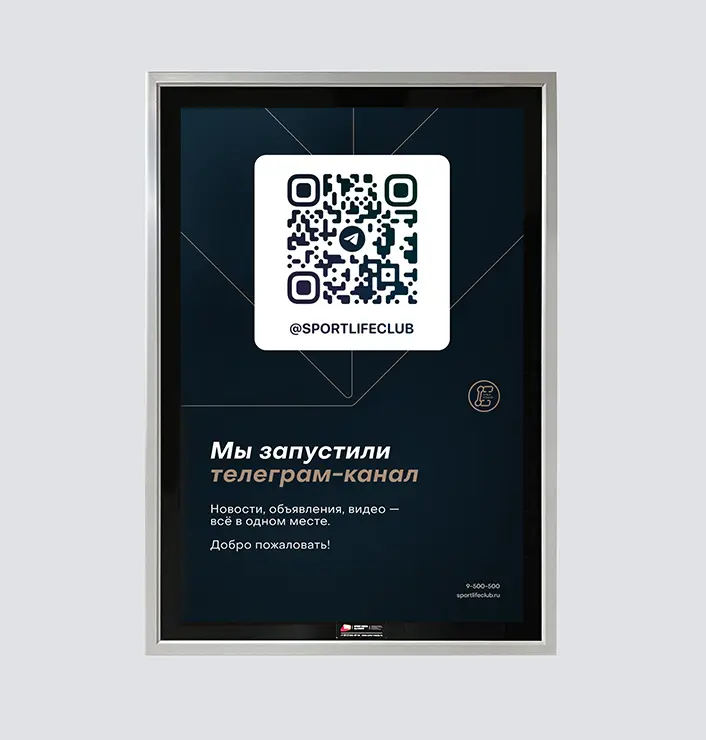 @SPORTLIFECLUB
Мы запустили
телеграм-канал
Новости, объявления, видео —
всё в одном месте.
Добро пожаловать!
9-500-500
sportlifeclub.ru